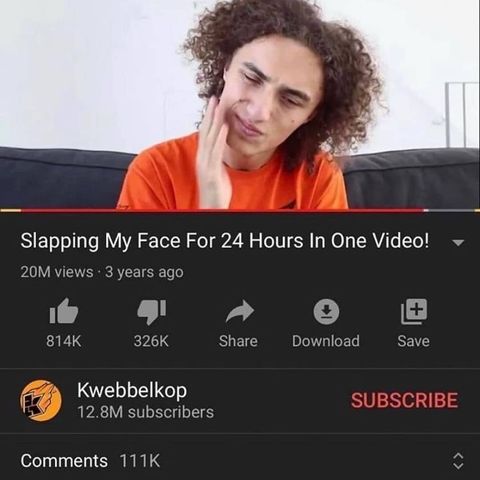 Slapping My Face For 24 Hours In One Video!
20M views · 3 years ago
814K 326K Share Download Save
Kwebbelkop
12.8M subscribers
SUBSCRIBE
Comments 111K